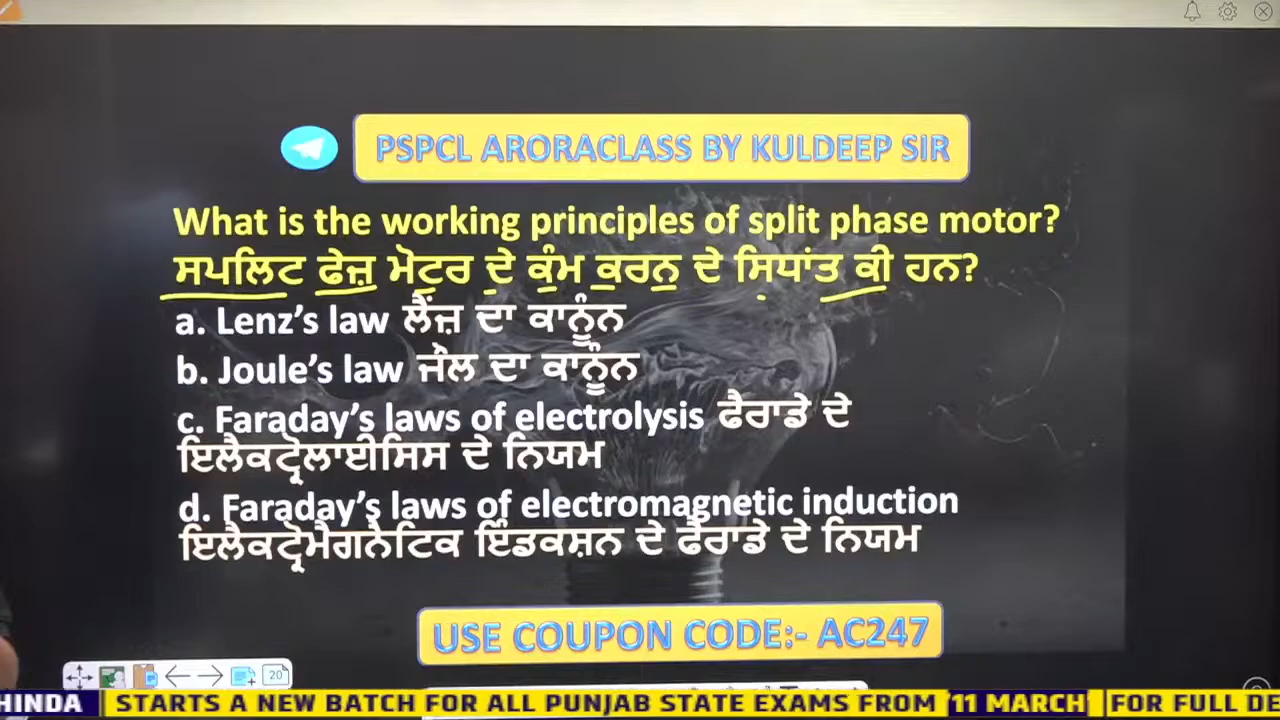 PSPCL ARORACLASS BY KULDEEP SIR
What is the working principles of split phase motor?
ਸਪਲਿਟ ਫੇਜ਼ ਮੋਟਰ ਦੇ ਕੰਮ ਕਰਨ ਦੇ ਸਿਧਾਂਤ ਕੀ ਹਨ?
a. Lenz’s law ਲੈਂਜ਼ ਦਾ ਕਾਨੂੰਨ
b. Joule’s law ਜੌਲ ਦਾ ਕਾਨੂੰਨ
c. Faraday’s laws of electrolysis ਫੈਰਾਡੇ ਦੇ
ਇਲੈਕਟ੍ਰੋਲਾਈਸਿਸ ਦੇ ਨਿਯਮ
d. Faraday’s laws of electromagnetic induction
ਇਲੈਕਟ੍ਰੋਮੈਗਨੈਟਿਕ ਇੰਡਕਸ਼ਨ ਦੇ ਫੈਰਾਡੇ ਦੇ ਨਿਯਮ
USE COUPON CODE:- AC247
20
HINDA STARTS A NEW BATCH FOR ALL PUNJAB STATE EXAMS FROM 11 MARCH FOR FULL DE